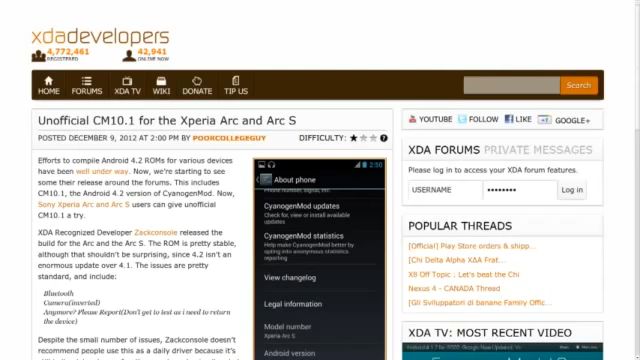 xdadevelopers
4,772,461
REGISTERED
42,941
ONLINE NOW
HOME
FORUMS
XDA TV
WIKI
DONATE
TIP US
Search
Unofficial CM10.1 for the Xperia Arc and Arc S
POSTED DECEMBER 9, 2012 AT 2:00 PM BY POORCOLLEGEGUY
DIFFICULTY:
Efforts to compile Android 4.2 ROMs for various devices
have been well under way. Now, we're starting to see
some their release around the forums. This includes
CM10.1, the Android 4.2 version of CyanogenMod. Now,
Sony Xperia Arc and Arc S users can give unofficial
CM10.1 a try.
XDA Recognized Developer Zackconsole released the
build for the Arc and the Arc S. The ROM is pretty stable,
although that shouldn't be surprising, since 4.2 isn't an
enormous update over 4.1. The issues are pretty
standard, and include:
Bluetooth
Camera(inverted)
Anymore? Please Report(Don't get to test as i need to return
the device)
Despite the small number of issues, Zackconsole doesn't
recommend people use this as a daily driver because it's
2:50
About phone
Phone number, signal, etc.
CyanogenMod updates
Check for, view or install available
updates
CyanogenMod statistics
Help make CyanogenMod better by
opting into anonymous statistics
reporting
View changelog
Legal information
Model number
Xperia Arc S
Android version
YOUTUBE
FOLLOW
LIKE
GOOGLE+
XDA FORUMS PRIVATE MESSAGES
Please log in to access your XDA forum features.
USERNAME
••••••••
Log in
POPULAR THREADS
[Official] Play Store orders & shipp...
[Chi Delta Alpha XΔA Frat...
X8 Off Topic : Let's beat the Chi
Nexus 4 - CANADA Thread
[Gli Sviluppatori di banane Family Offic...
XDA TV: MOST RECENT VIDEO